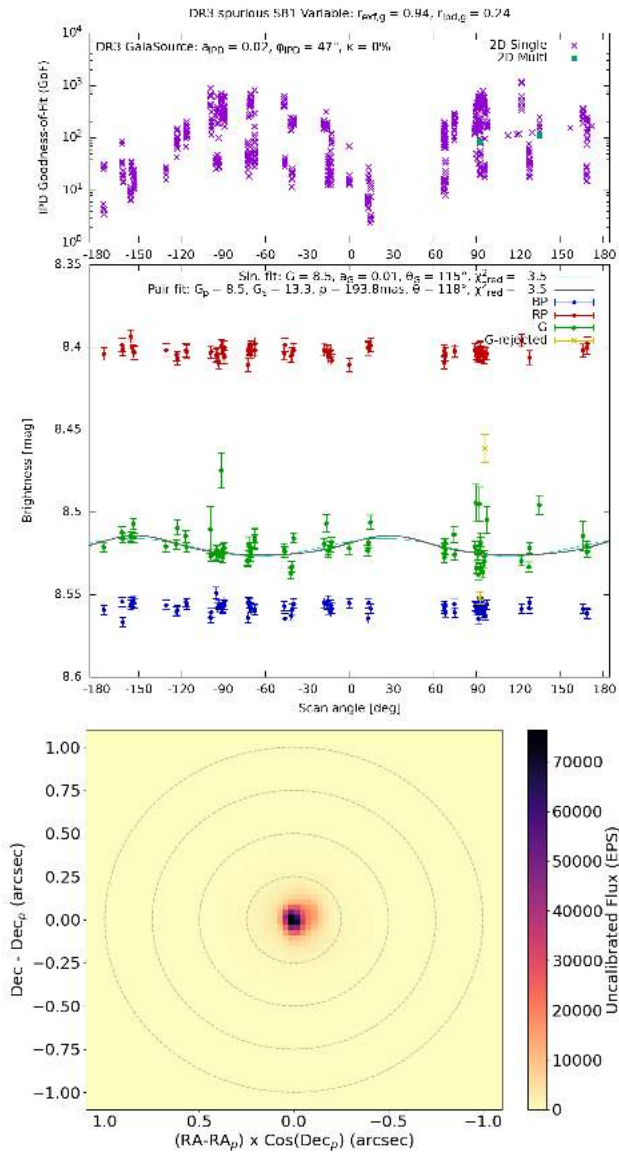 DR3 spurious SB1 Variable: r_exf,g = 0.94, r_ipd,g = 0.24
DR3 GaiaSource: a_IPD = 0.02, φ_IPD = 47°, κ = 0%
2D Single
2D Multi
IPD Goodness-of-fit (GoF)
10^4
10^3
10^2
10^1
10^0
-180 -150 -120 -90 -60 -30 0 30 60 90 120 150 180
Sin. fit: G = 8.5, a_G = 0.01, θ_G = 115°, χ²_red = 3.5
Pair fit: G_p = 8.5, G_s = 13.3, ρ = 193.8mas, θ = 118°, χ²_red = 3.5
BP
RP
G
G-rejected
Brightness [mag]
8.35
8.4
8.45
8.5
8.55
8.6
-180 -150 -120 -90 -60 -30 0 30 60 90 120 150 180
Scan angle [deg]
Dec - Dec_p (arcsec)
1.00
0.75
0.50
0.25
0.00
−0.25
−0.50
−0.75
−1.00
1.0 0.5 0.0 −0.5 −1.0
(RA-RA_p) x Cos(Dec_p) (arcsec)
70000
60000
50000
40000
30000
20000
10000
0
Uncalibrated Flux (EPS)